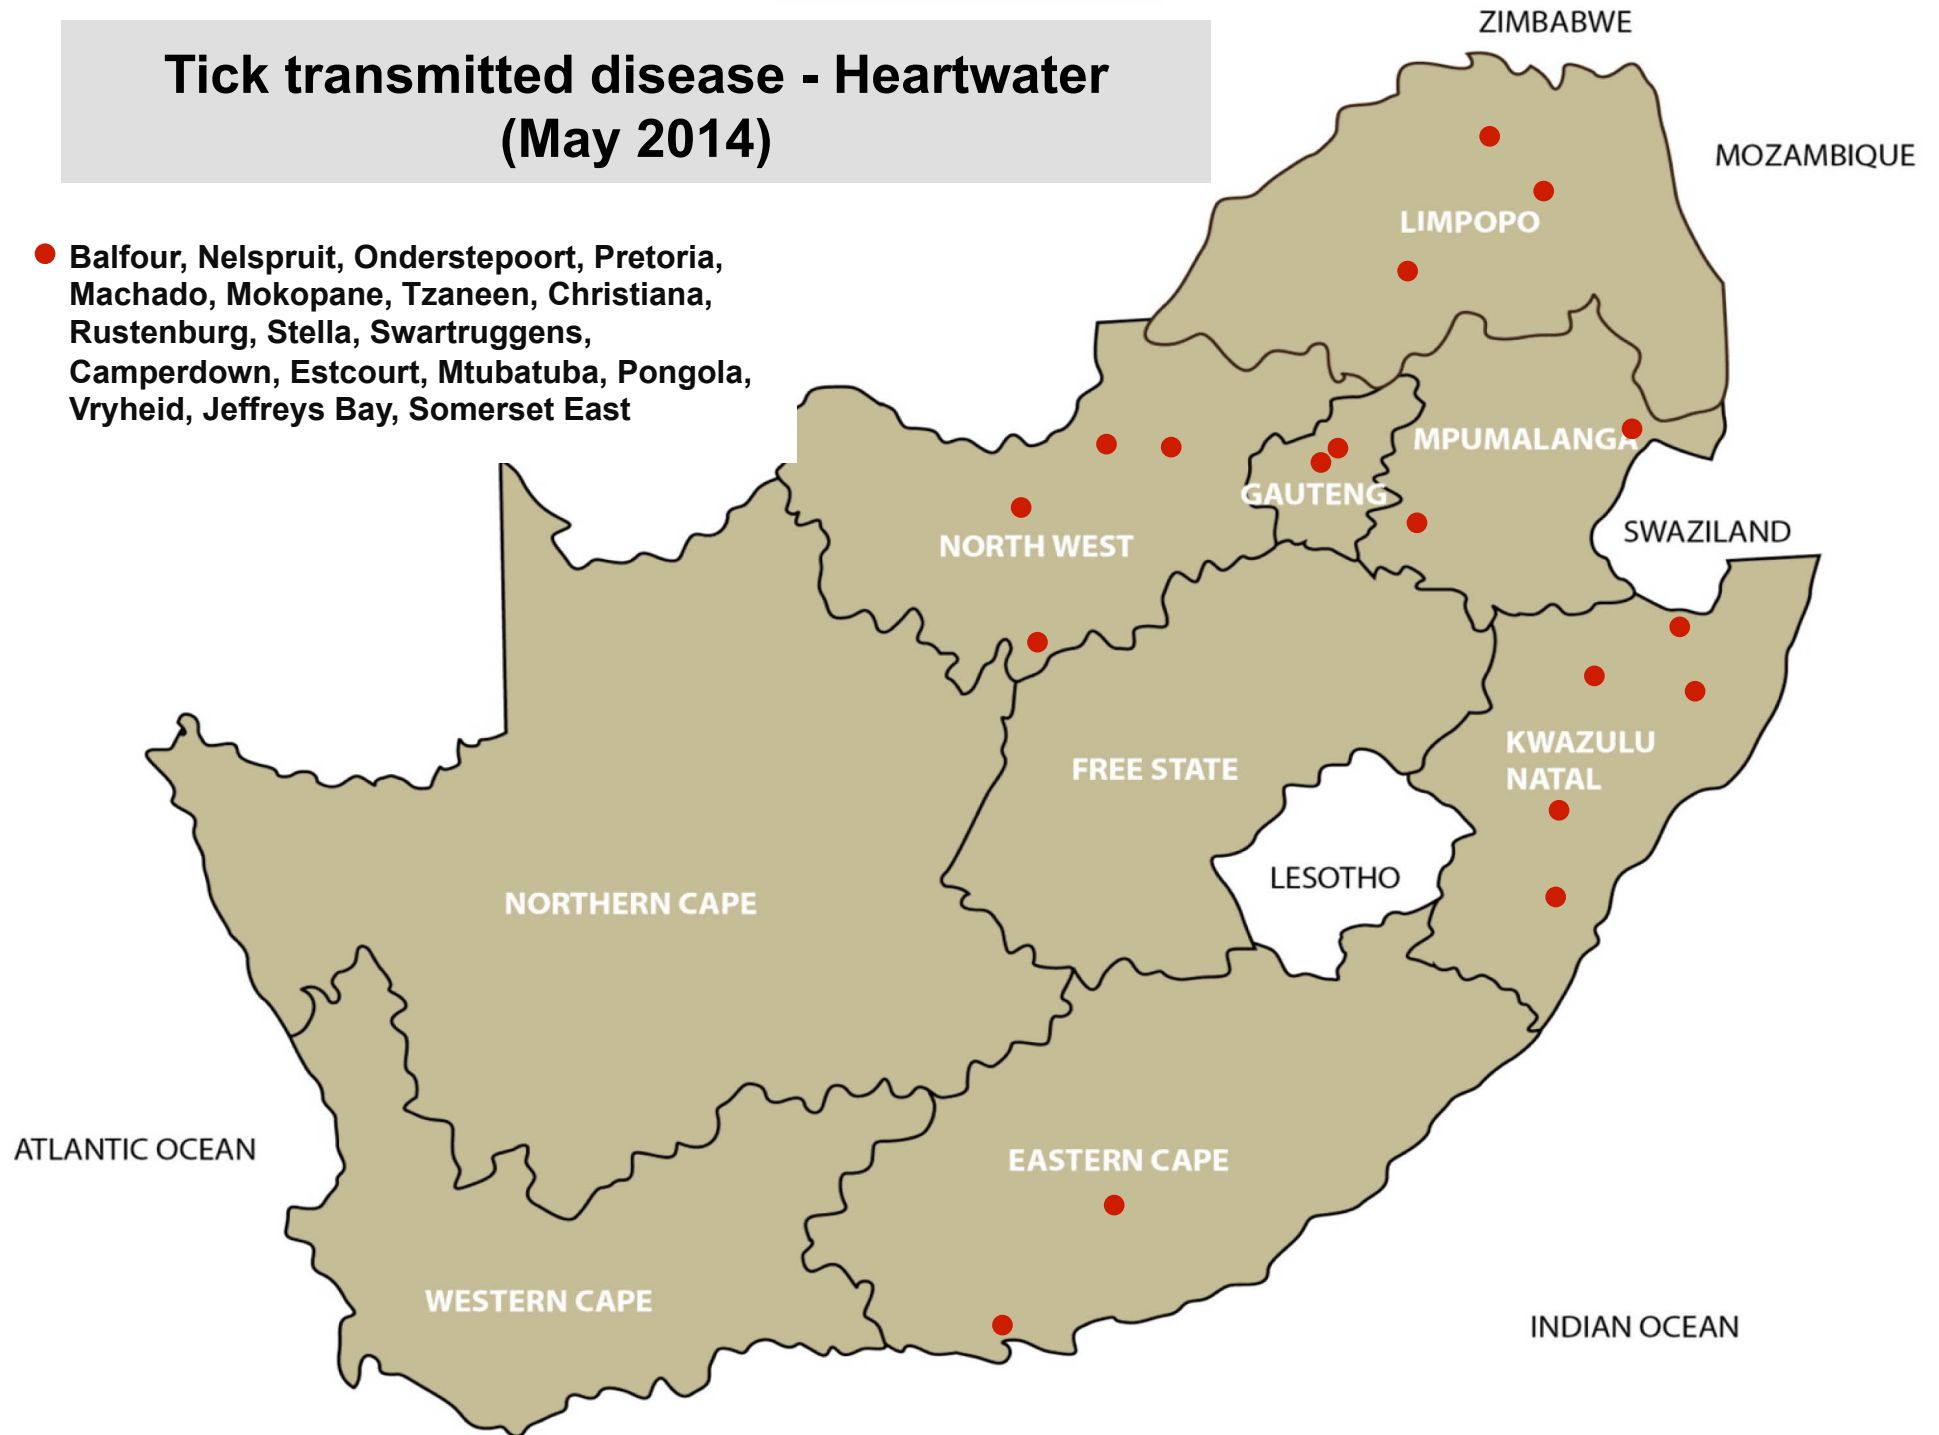 Tick transmitted disease - Heartwater
(May 2014)
Balfour, Nelspruit, Onderstepoort, Pretoria,
Machado, Mokopane, Tzaneen, Christiana,
Rustenburg, Stella, Swartruggens,
Camperdown, Estcourt, Mtubatuba, Pongola,
Vryheid, Jeffreys Bay, Somerset East
ZIMBABWE
MOZAMBIQUE
LIMPOPO
MPUMALANGA
GAUTENG
SWAZILAND
NORTH WEST
KWAZULU
NATAL
FREE STATE
LESOTHO
NORTHERN CAPE
ATLANTIC OCEAN
EASTERN CAPE
WESTERN CAPE
INDIAN OCEAN